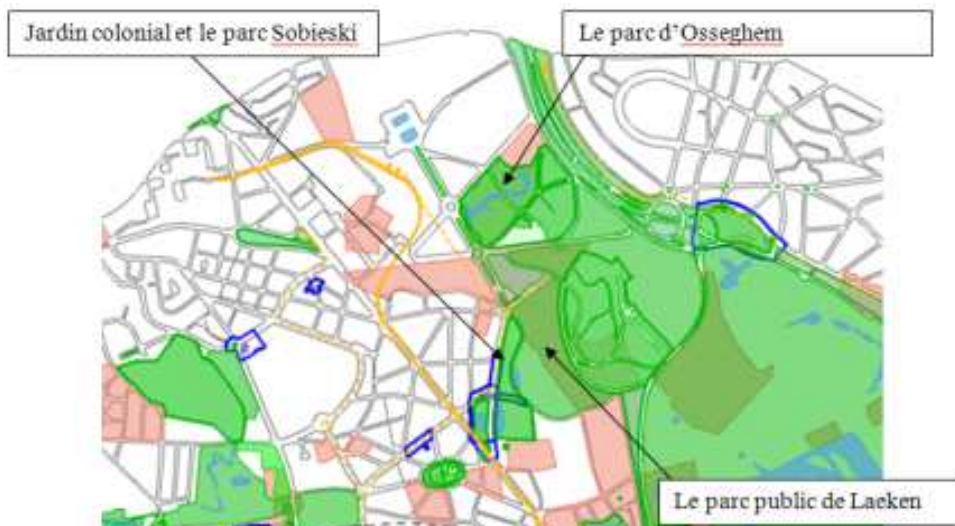 Jardin colonial et le parc Sobieski
Le parc d’Osseghem
Le parc public de Laeken